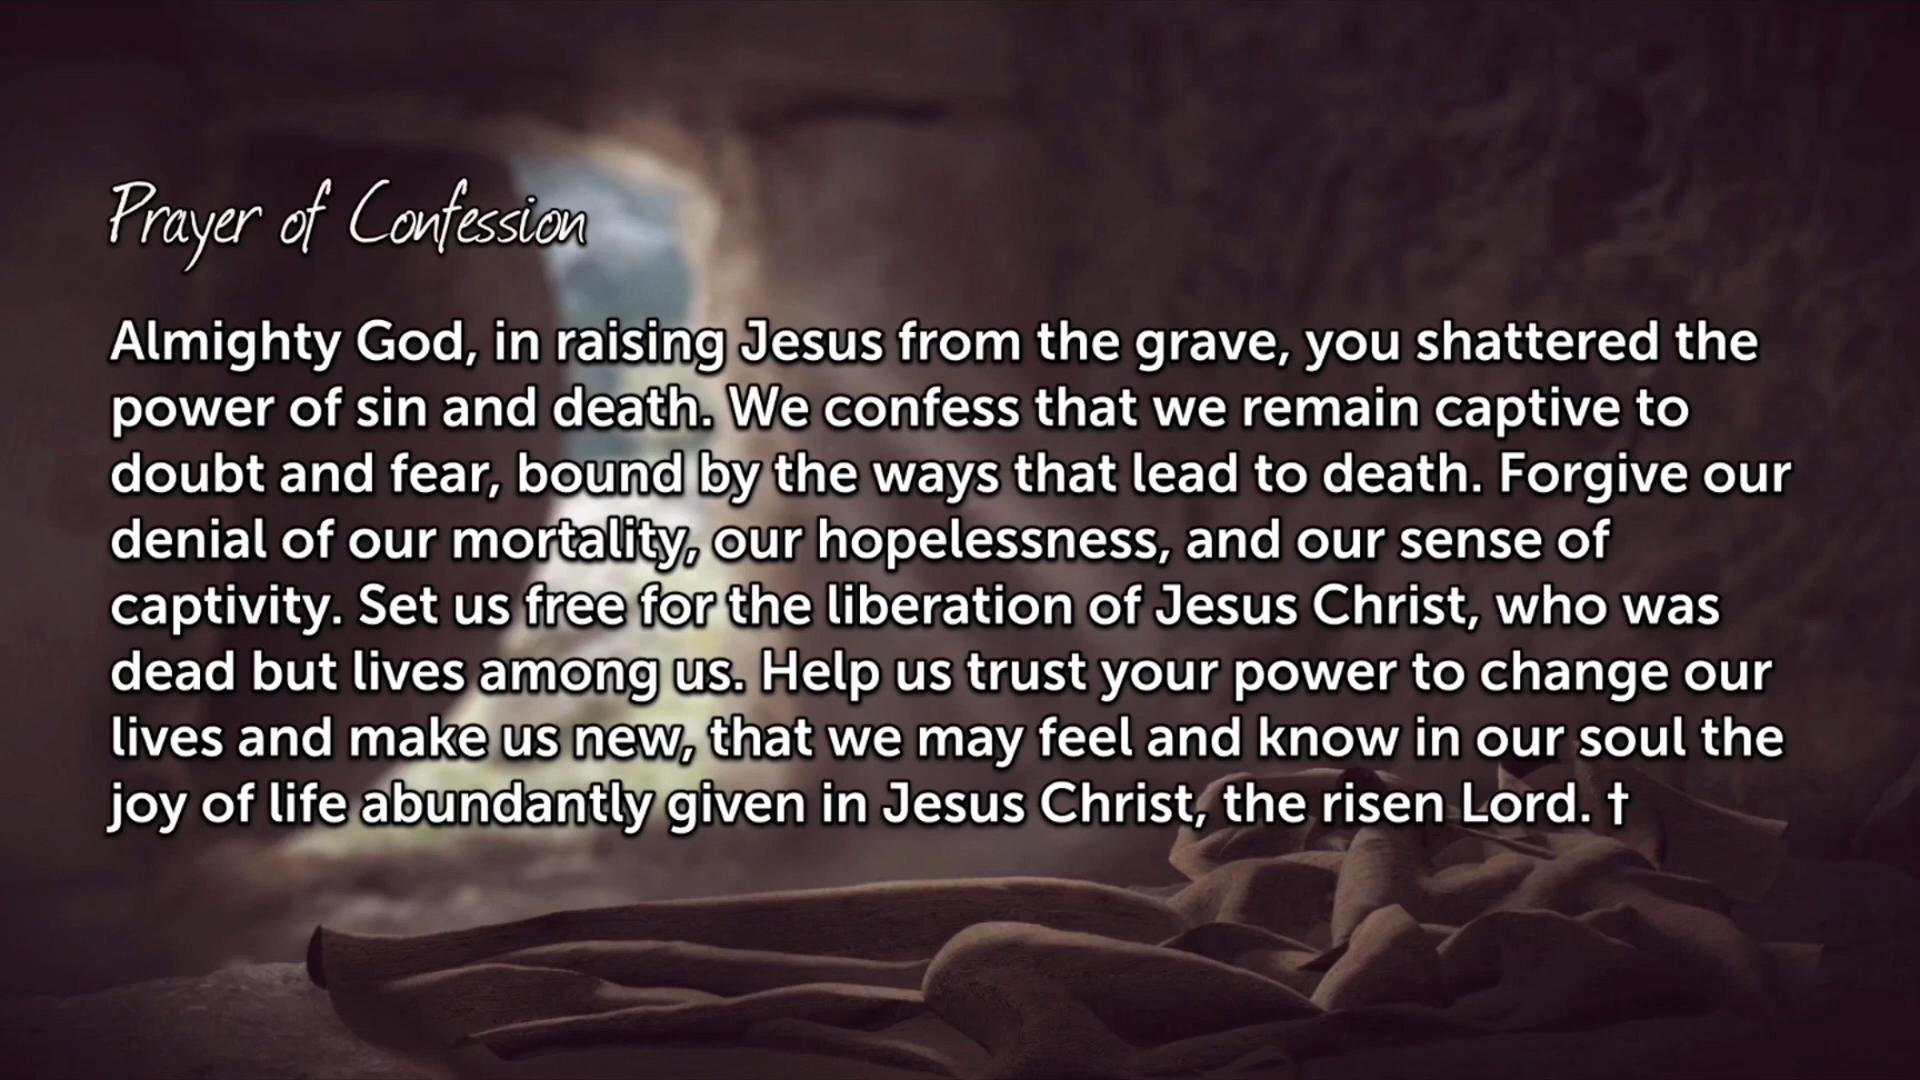 Prayer of Confession
Almighty God, in raising Jesus from the grave, you shattered the
power of sin and death. We confess that we remain captive to
doubt and fear, bound by the ways that lead to death. Forgive our
denial of our mortality, our hopelessness, and our sense of
captivity. Set us free for the liberation of Jesus Christ, who was
dead but lives among us. Help us trust your power to change our
lives and make us new, that we may feel and know in our soul the
joy of life abundantly given in Jesus Christ, the risen Lord. †